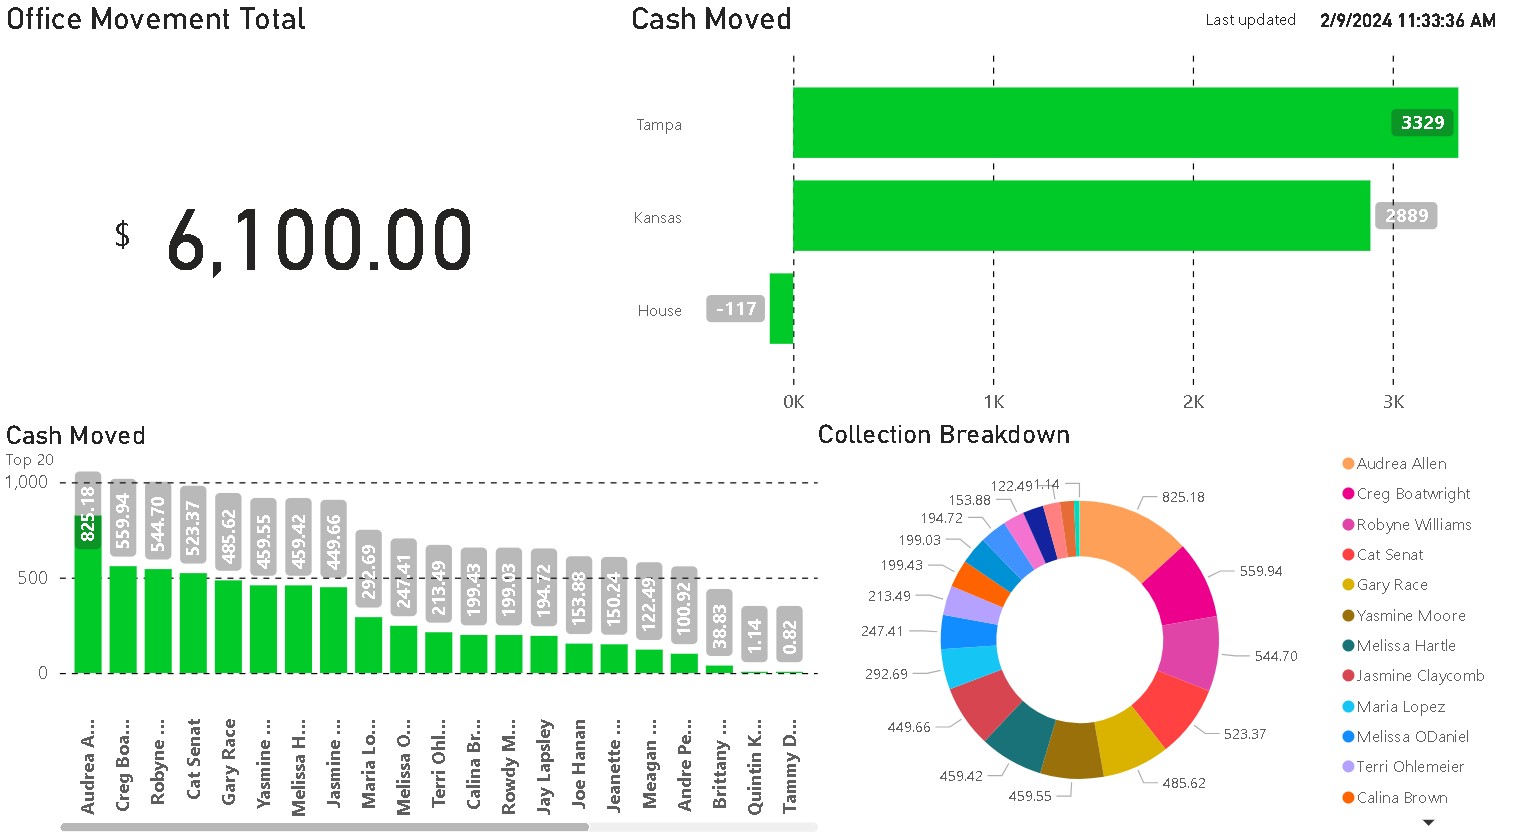 Office Movement Total
$ 6,100.00
Cash Moved
Last updated 2/9/2024 11:33:36 AM
Tampa 3329
Kansas 2889
House -117
0K 1K 2K 3K
Cash Moved
Top 20
1,000
500
0
825.18 559.94 544.70 523.37 485.62 459.55 459.42 449.66 292.69 247.41 213.49 199.43 199.03 194.72 153.88 150.24 122.49 100.92 38.83 1.14 0.82
Audrea A... Creg Boa... Robyne ... Cat Senat Gary Race Yasmine ... Melissa H... Jasmine ... Maria Lo... Melissa O... Terri Ohl... Calina Br... Rowdy M... Jay Lapsley Joe Hanan Jeanette ... Meagan ... Andre Pe... Brittany ... Quintin K... Tammy D...
Collection Breakdown
825.18
559.94
544.70
523.37
485.62
459.55
459.42
449.66
292.69
247.41
213.49
199.43
199.03
194.72
153.88
122.49
1.14
Audrea Allen
Creg Boatwright
Robyne Williams
Cat Senat
Gary Race
Yasmine Moore
Melissa Hartle
Jasmine Claycomb
Maria Lopez
Melissa ODaniel
Terri Ohlemeier
Calina Brown